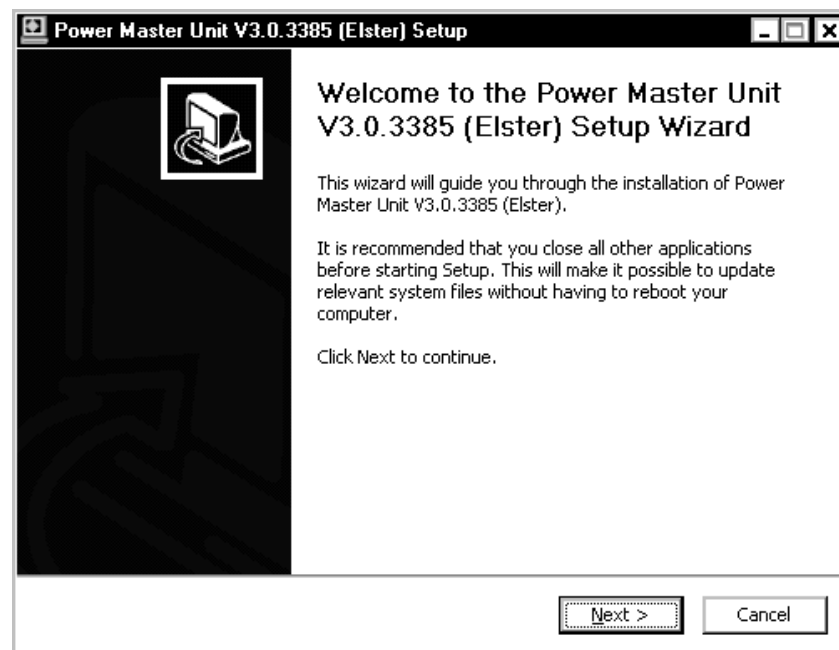 Power Master Unit V3.0.3385 (Elster) Setup
Welcome to the Power Master Unit
V3.0.3385 (Elster) Setup Wizard
This wizard will guide you through the installation of Power
Master Unit V3.0.3385 (Elster).
It is recommended that you close all other applications
before starting Setup. This will make it possible to update
relevant system files without having to reboot your
computer.
Click Next to continue.
Next >
Cancel